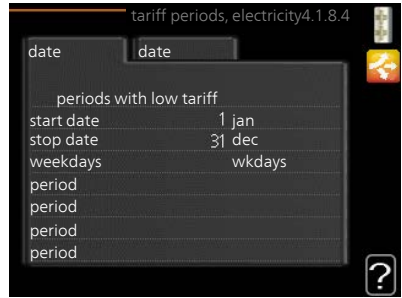 tariff periods, electricity4.1.8.4
date date
periods with low tariff
start date 1 jan
stop date 31 dec
weekdays wkdays
period
period
period
period
?